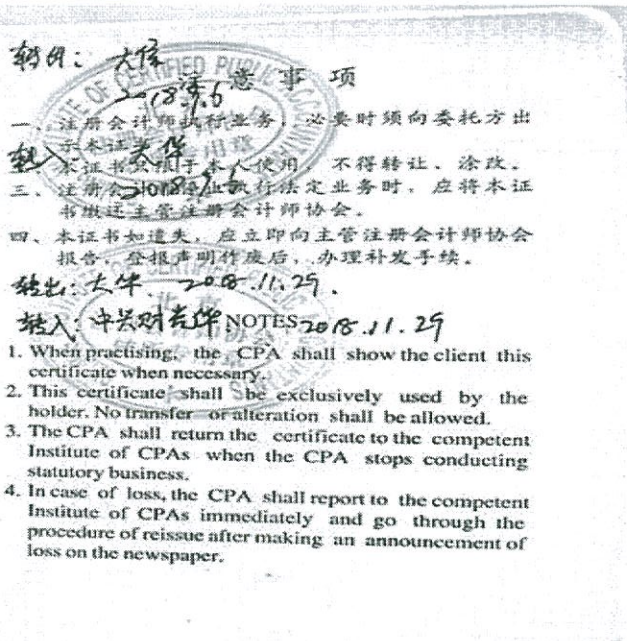 转出：大信
2018.9.6
注意事项
一、注册会计师执行业务，必要时须向委托方出
示本证
转入：大华
二、本证书只限于本人使用，不得转让、涂改。
2018.9.6
三、注册会计师停止执行法定业务时，应将本证
书缴还主管注册会计师协会。
四、本证书如遗失，应立即向主管注册会计师协会
报告，登报声明作废后，办理补发手续。
转出：大华 2018.11.29.
转入：中兴财光华 2018.11.29
NOTES
1. When practising, the CPA shall show the client this
certificate when necessary.
2. This certificate shall be exclusively used by the
holder. No transfer or alteration shall be allowed.
3. The CPA shall return the certificate to the competent
Institute of CPAs when the CPA stops conducting
statutory business.
4. In case of loss, the CPA shall report to the competent
Institute of CPAs immediately and go through the
procedure of reissue after making an announcement of
loss on the newspaper.